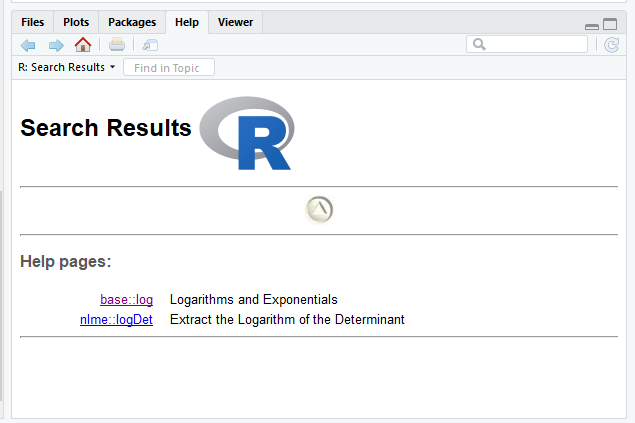 Files Plots Packages Help Viewer
R: Search Results Find in Topic
Search Results R
Help pages:
base::log Logarithms and Exponentials
nlme::logDet Extract the Logarithm of the Determinant